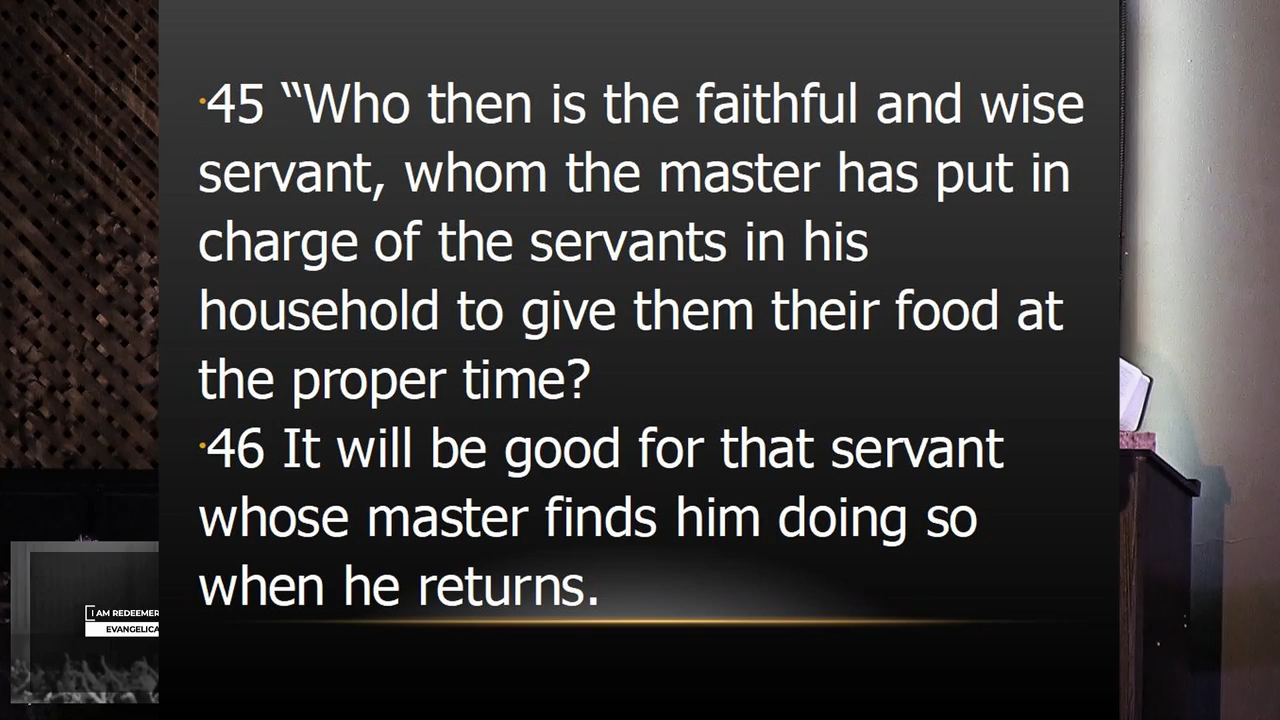 ·45 “Who then is the faithful and wise
servant, whom the master has put in
charge of the servants in his
household to give them their food at
the proper time?
·46 It will be good for that servant
whose master finds him doing so
when he returns.
I AM REDEEMER
EVANGELICA